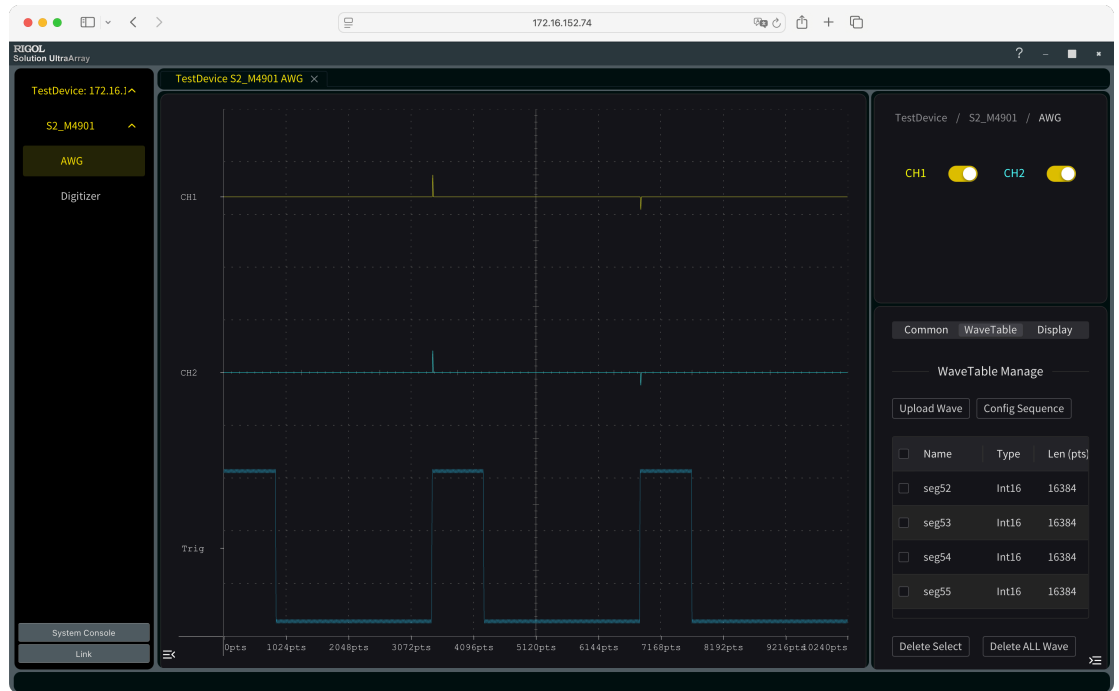 172.16.152.74
RIGOL
Solution UltraArray
TestDevice: 172.16.1
S2_M4901
AWG
Digitizer
System Console
Link
TestDevice S2_M4901 AWG
CH1
CH2
Trig
0pts 1024pts 2048pts 3072pts 4096pts 5120pts 6144pts 7168pts 8192pts 9216pts 10240pts
TestDevice / S2_M4901 / AWG
CH1 CH2
Common WaveTable Display
WaveTable Manage
Upload Wave Config Sequence
Name Type Len (pts)
seg52 Int16 16384
seg53 Int16 16384
seg54 Int16 16384
seg55 Int16 16384
Delete Select Delete ALL Wave